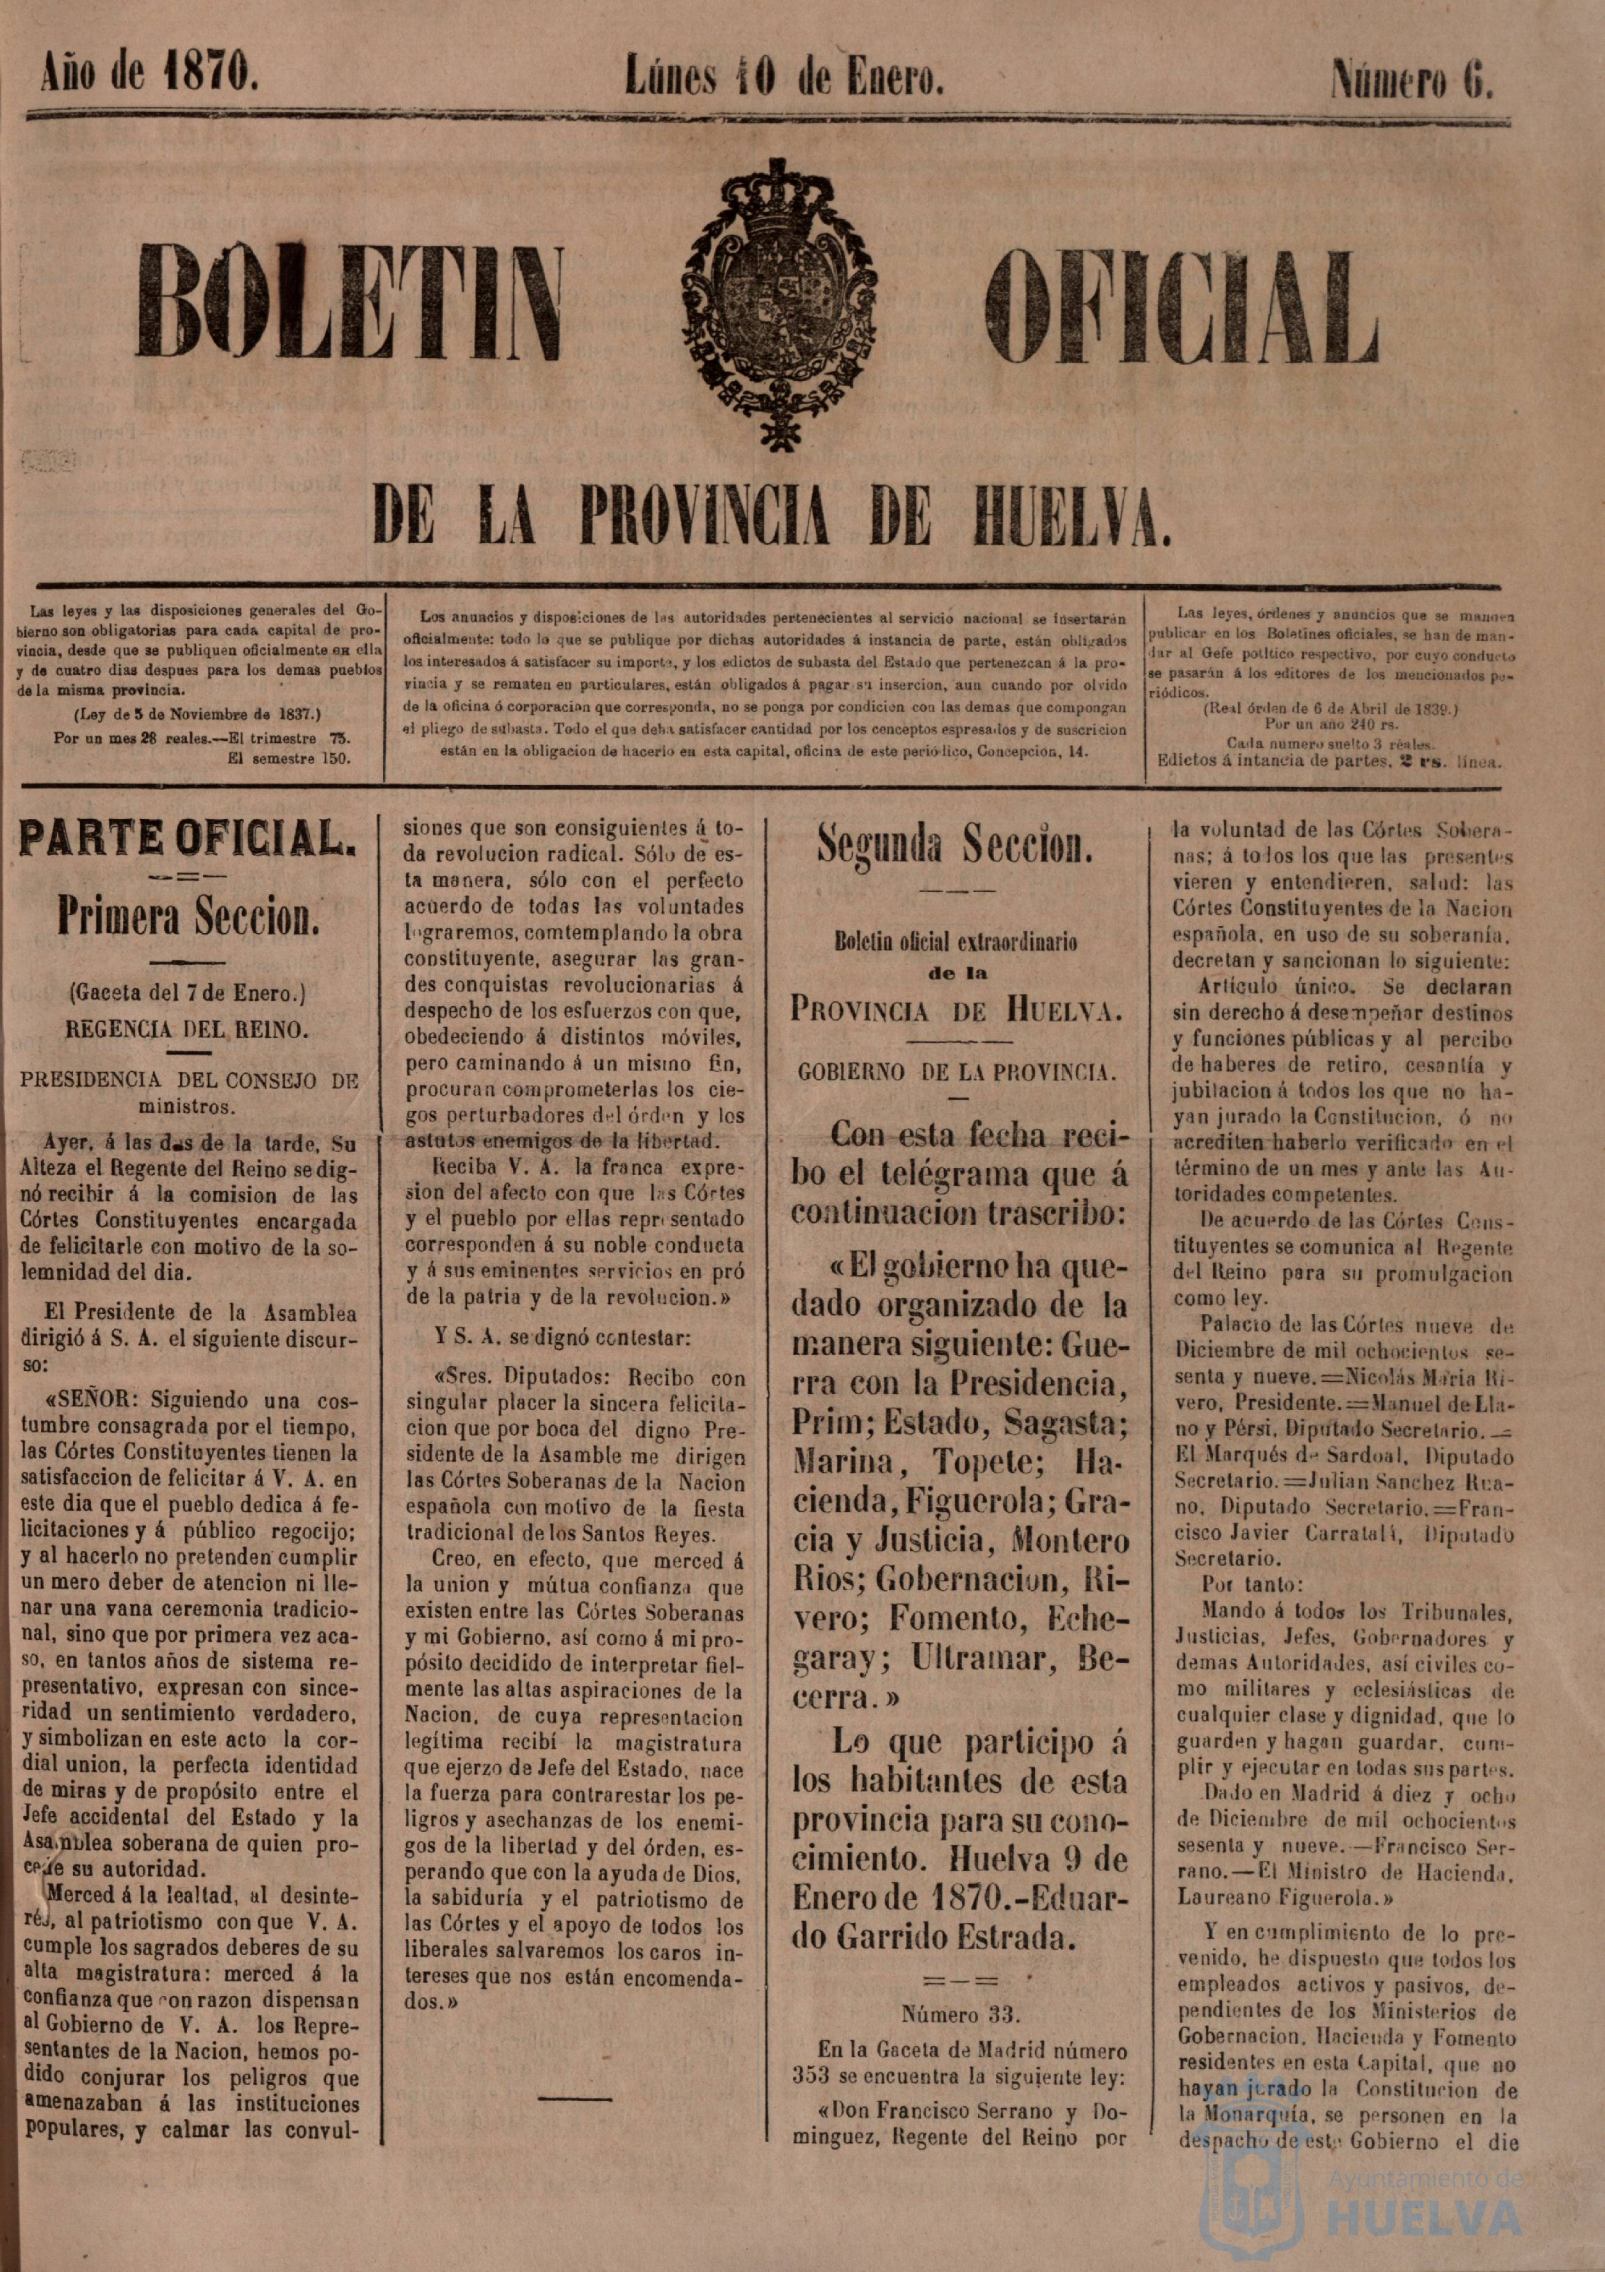 Año de 1870.
Lúnes 10 de Enero.
Número 6.
BOLETIN OFICIAL
DE LA PROVINCIA DE HUELVA.
Las leyes y las disposiciones generales del Go-
bierno son obligatorias para cada capital de pro-
vincia, desde que se publiquen oficialmente en ella
y de cuatro dias despues para los demas pueblos
de la misma provincia.
(Ley de 5 de Noviembre de 1837.)
Por un mes 28 reales.—El trimestre 75.
El semestre 150.
Los anuncios y disposiciones de las autoridades pertenecientes al servicio nacional se insertarán
oficialmente: todo lo que se publique por dichas autoridades á instancia de parte, están obligados
los interesados á satisfacer su importe, y los edictos de subasta del Estado que pertenezcan á la pro-
vincia y se rematen en particulares, están obligados á pagar su insercion, aun cuando por olvido
de la oficina ó corporacion que corresponda, no se ponga por condicion con las demas que compongan
el pliego de subasta. Todo el que deba satisfacer cantidad por los conceptos espresados y de suscricion
están en la obligacion de hacerlo en esta capital, oficina de este periódico, Concepcion, 14.
Las leyes, órdenes y anuncios que se manden
publicar en los Boletines oficiales, se han de man-
dar al Gefe político respectivo, por cuyo conducto
se pasarán á los editores de los mencionados pe-
riódicos.
(Real órden de 6 de Abril de 1839.)
Por un año 240 rs.
Cada numero suelto 3 reales.
Edictos á intancia de partes, 2 rs. línea.
PARTE OFICIAL.
Primera Seccion.
(Gaceta del 7 de Enero.)
REGENCIA DEL REINO.
PRESIDENCIA DEL CONSEJO DE
ministros.
Ayer, á las dos de la tarde, Su
Alteza el Regente del Reino se dig-
nó recibir á la comision de las
Córtes Constituyentes encargada
de felicitarle con motivo de la so-
lemnidad del dia.
El Presidente de la Asamblea
dirigió á S. A. el siguiente discur-
so:
«SEÑOR: Siguiendo una cos-
tumbre consagrada por el tiempo,
las Córtes Constituyentes tienen la
satisfaccion de felicitar á V. A. en
este dia que el pueblo dedica á fe-
licitaciones y á público regocijo;
y al hacerlo no pretenden cumplir
un mero deber de atencion ni lle-
nar una vana ceremonia tradicio-
nal, sino que por primera vez aca-
so, en tantos años de sistema re-
presentativo, expresan con since-
ridad un sentimiento verdadero,
y simbolizan en este acto la cor-
dial union, la perfecta identidad
de miras y de propósito entre el
Jefe accidental del Estado y la
Asamblea soberana de quien pro-
cede su autoridad.
Merced á la lealtad, al desinte-
rés, al patriotismo con que V. A.
cumple los sagrados deberes de su
alta magistratura: merced á la
confianza que con razon dispensan
al Gobierno de V. A. los Repre-
sentantes de la Nacion, hemos po-
dido conjurar los peligros que
amenazaban á las instituciones
populares, y calmar las convul-
siones que son consiguientes á to-
da revolucion radical. Sólo de es-
ta manera, sólo con el perfecto
acuerdo de todas las voluntades
lograremos, comtemplando la obra
constituyente, asegurar las gran-
des conquistas revolucionarias á
despecho de los esfuerzos con que,
obedeciendo á distintos móviles,
pero caminando á un mismo fin,
procuran comprometerlas los cie-
gos perturbadores del órden y los
astutos enemigos de la libertad.
Reciba V. A. la franca expre-
sion del afecto con que las Córtes
y el pueblo por ellas representado
corresponden á su noble conducta
y á sus eminentes servicios en pró
de la patria y de la revolucion.»
Y S. A. se dignó contestar:
«Sres. Diputados: Recibo con
singular placer la sincera felicita-
cion que por boca del digno Pre-
sidente de la Asamble me dirigen
las Córtes Soberanas de la Nacion
española con motivo de la fiesta
tradicional de los Santos Reyes.
Creo, en efecto, que merced á
la union y mútua confianza que
existen entre las Córtes Soberanas
y mi Gobierno, así como á mi pro-
pósito decidido de interpretar fiel-
mente las altas aspiraciones de la
Nacion, de cuya representacion
legítima recibí la magistratura
que ejerzo de Jefe del Estado, nace
la fuerza para contrarestar los pe-
ligros y asechanzas de los enemi-
gos de la libertad y del órden, es-
perando que con la ayuda de Dios,
la sabiduría y el patriotismo de
las Córtes y el apoyo de todos los
liberales salvaremos los caros in-
tereses que nos están encomenda-
dos.»
Segunda Seccion.
Boletin oficial extraordinario
de la
PROVINCIA DE HUELVA.
GOBIERNO DE LA PROVINCIA.
Con esta fecha reci-
bo el telégrama que á
continuacion trascribo:
«El gobierno ha que-
dado organizado de la
manera siguiente: Gue-
rra con la Presidencia,
Prim; Estado, Sagasta;
Marina, Topete; Ha-
cienda, Figuerola; Gra-
cia y Justicia, Montero
Rios; Gobernacion, Ri-
vero; Fomento, Eche-
garay; Ultramar, Be-
cerra.»
Lo que participo á
los habitantes de esta
provincia para su cono-
cimiento. Huelva 9 de
Enero de 1870.-Eduar-
do Garrido Estrada.
Número 33.
En la Gaceta de Madrid número
353 se encuentra la siguiente ley:
«Don Francisco Serrano y Do-
minguez, Regente del Reino por
la voluntad de las Córtes Sobera-
nas; á todos los que las presentes
vieren y entendieren, salud: las
Córtes Constituyentes de la Nacion
española, en uso de su soberanía,
decretan y sancionan lo siguiente:
Artículo único. Se declaran
sin derecho á desempeñar destinos
y funciones públicas y al percibo
de haberes de retiro, cesantía y
jubilacion á todos los que no ha-
yan jurado la Constitucion, ó no
acrediten haberlo verificado en el
término de un mes y ante las Au-
toridades competentes.
De acuerdo de las Córtes Cons-
tituyentes se comunica al Regente
del Reino para su promulgacion
como ley.
Palacio de las Córtes nueve de
Diciembre de mil ochocientos se-
senta y nueve.=Nicolás Maria Ri-
vero, Presidente.=Manuel de Lla-
no y Pérsi, Diputado Secretario.=
El Marqués de Sardoal, Diputado
Secretario.=Julian Sanchez Rua-
no, Diputado Secretario.=Fran-
cisco Javier Carratalá, Diputado
Secretario.
Por tanto:
Mando á todos los Tribunales,
Justicias, Jefes, Gobernadores y
demas Autoridades, así civiles co-
mo militares y eclesiásticas de
cualquier clase y dignidad, que lo
guarden y hagan guardar, cum-
plir y ejecutar en todas sus partes.
Dado en Madrid á diez y ocho
de Diciembre de mil ochocientos
sesenta y nueve.—Francisco Ser-
rano.—El Ministro de Hacienda,
Laureano Figuerola.»
Y en cumplimiento de lo pre-
venido, he dispuesto que todos los
empleados activos y pasivos, de-
pendientes de los Ministerios de
Gobernacion, Hacienda y Fomento
residentes en esta Capital, que no
hayan jurado la Constitucion de
la Monarquía, se personen en la
despacho de este Gobierno el die
Ayuntamiento de
HUELVA